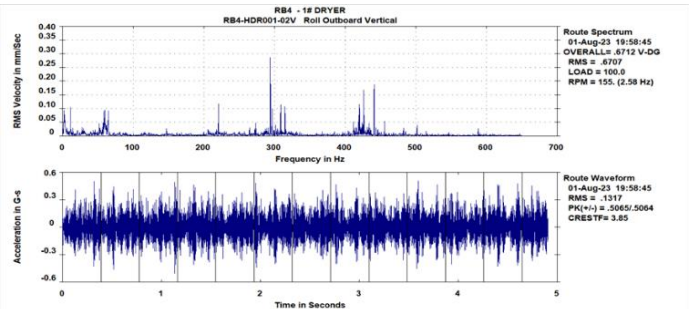 RB4 - 1# DRYER
RB4-HDR001-02V Roll Outboard Vertical
RMS Velocity in mm/Sec
0.40
0.35
0.30
0.25
0.20
0.15
0.10
0.05
0
0 100 200 300 400 500 600 700
Frequency in Hz
Route Spectrum
01-Aug-23 19:58:45
OVERALL= .6712 V-DG
RMS = .6707
LOAD = 100.0
RPM = 155. (2.58 Hz)
Acceleration in G-s
0.6
0.3
0
-0.3
-0.6
0 1 2 3 4 5
Time in Seconds
Route Waveform
01-Aug-23 19:58:45
RMS = .1317
PK(+/-) = .5065/.5064
CRESTF= 3.85